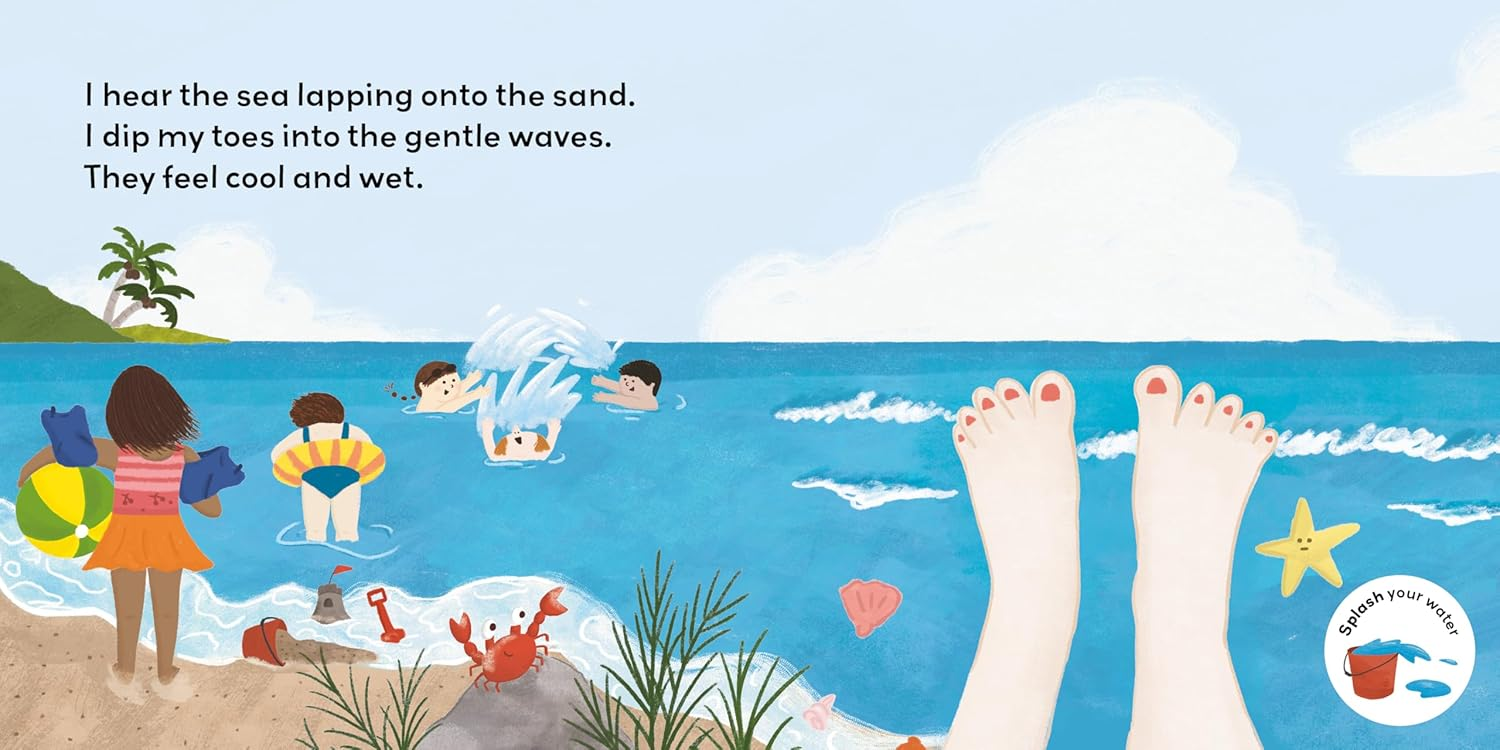 I hear the sea lapping onto the sand.
I dip my toes into the gentle waves.
They feel cool and wet.
Splash your water